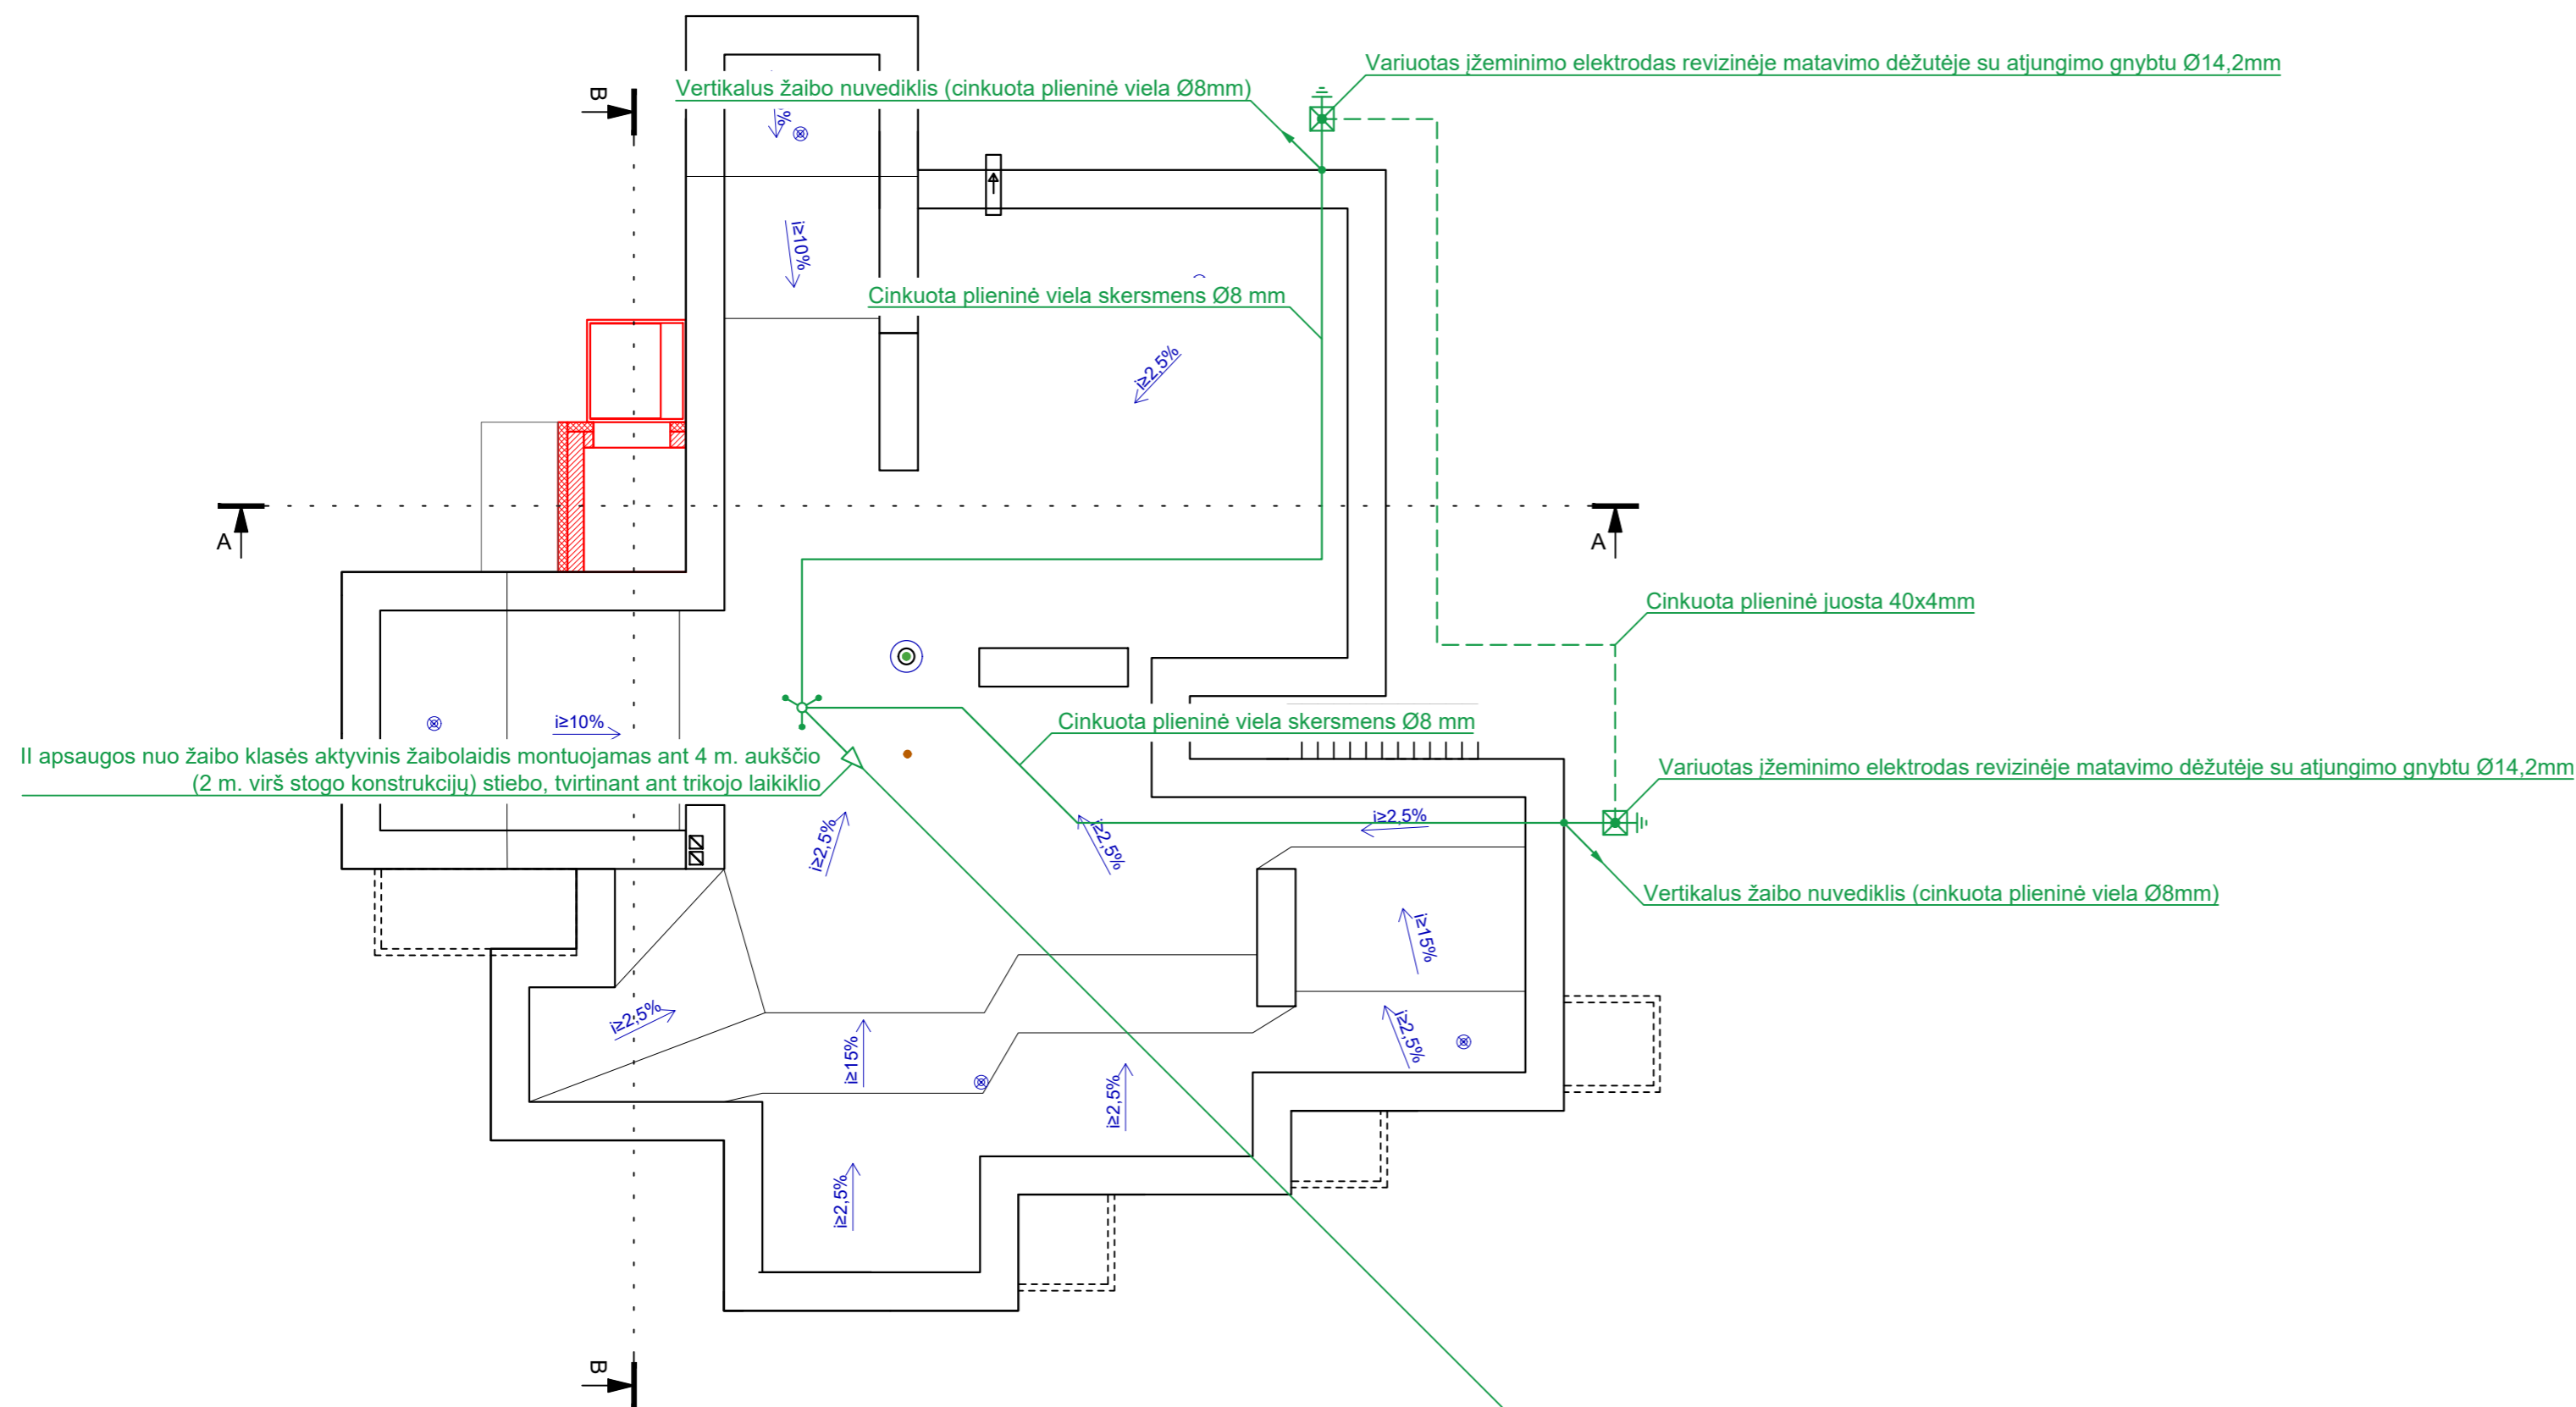 Variuotas įžeminimo elektrodas revizinėje matavimo dėžutėje su atjungimo gnybtu Ø14,2mm
Vertikalus žaibo nuvediklis (cinkuota plieninė viela Ø8mm)
B
%
i≥10%
Cinkuota plieninė viela skersmens Ø8 mm
i≥2,5%
A
A
Cinkuota plieninė juosta 40x4mm
i≥10%
Cinkuota plieninė viela skersmens Ø8 mm
II apsaugos nuo žaibo klasės aktyvinis žaibolaidis montuojamas ant 4 m. aukščio
(2 m. virš stogo konstrukcijų) stiebo, tvirtinant ant trikojo laikiklio
Variuotas įžeminimo elektrodas revizinėje matavimo dėžutėje su atjungimo gnybtu Ø14,2mm
i≥2,5%
i≥2,5%
i≥2,5%
Vertikalus žaibo nuvediklis (cinkuota plieninė viela Ø8mm)
i≥15%
i≥2,5%
i≥15%
i≥2,5%
i≥2,5%
i≥2,5%
B